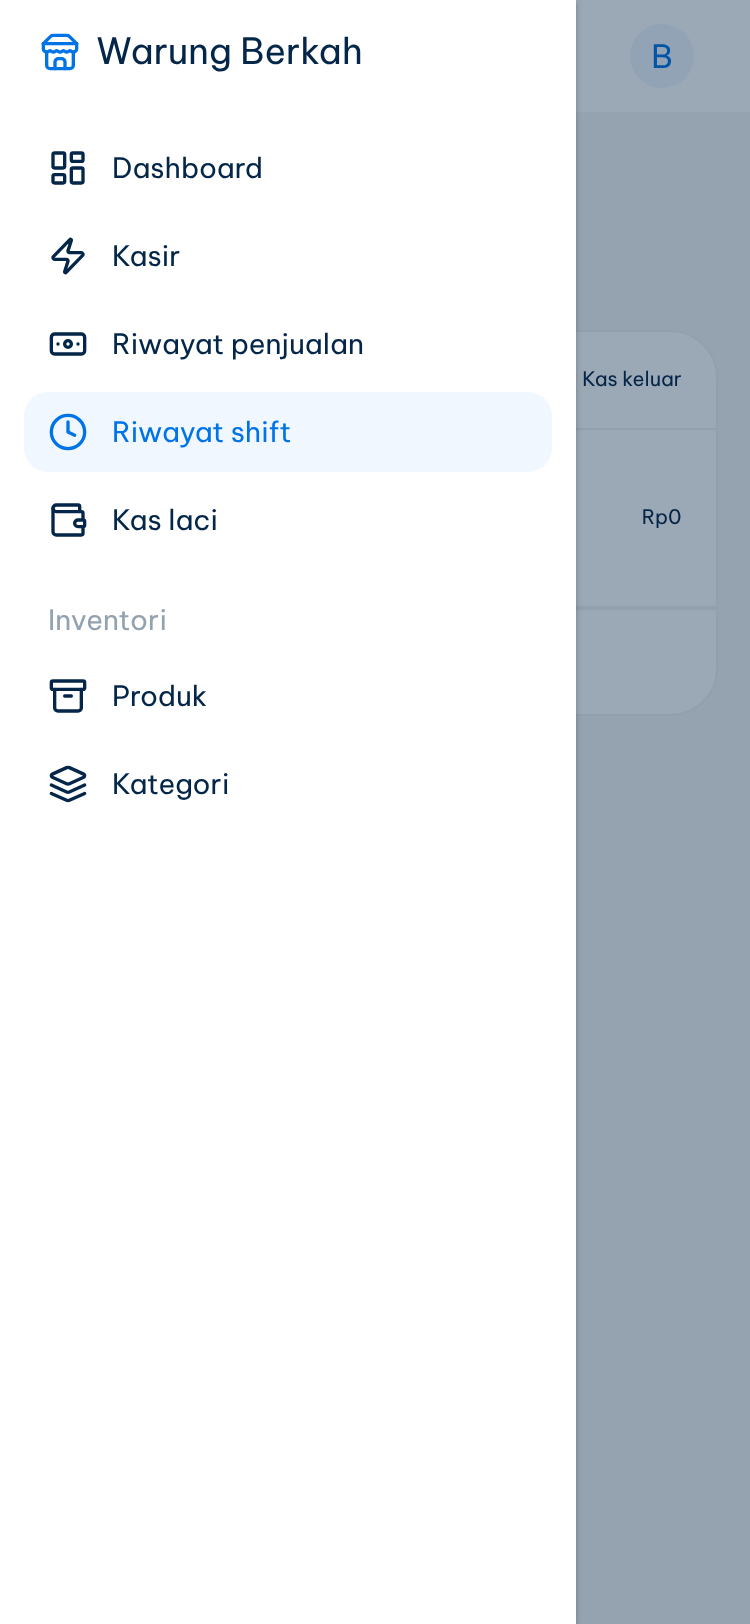 Warung Berkah
B
Dashboard
Kasir
Riwayat penjualan
Riwayat shift
Kas laci
Inventori
Produk
Kategori
Kas keluar
Rp0